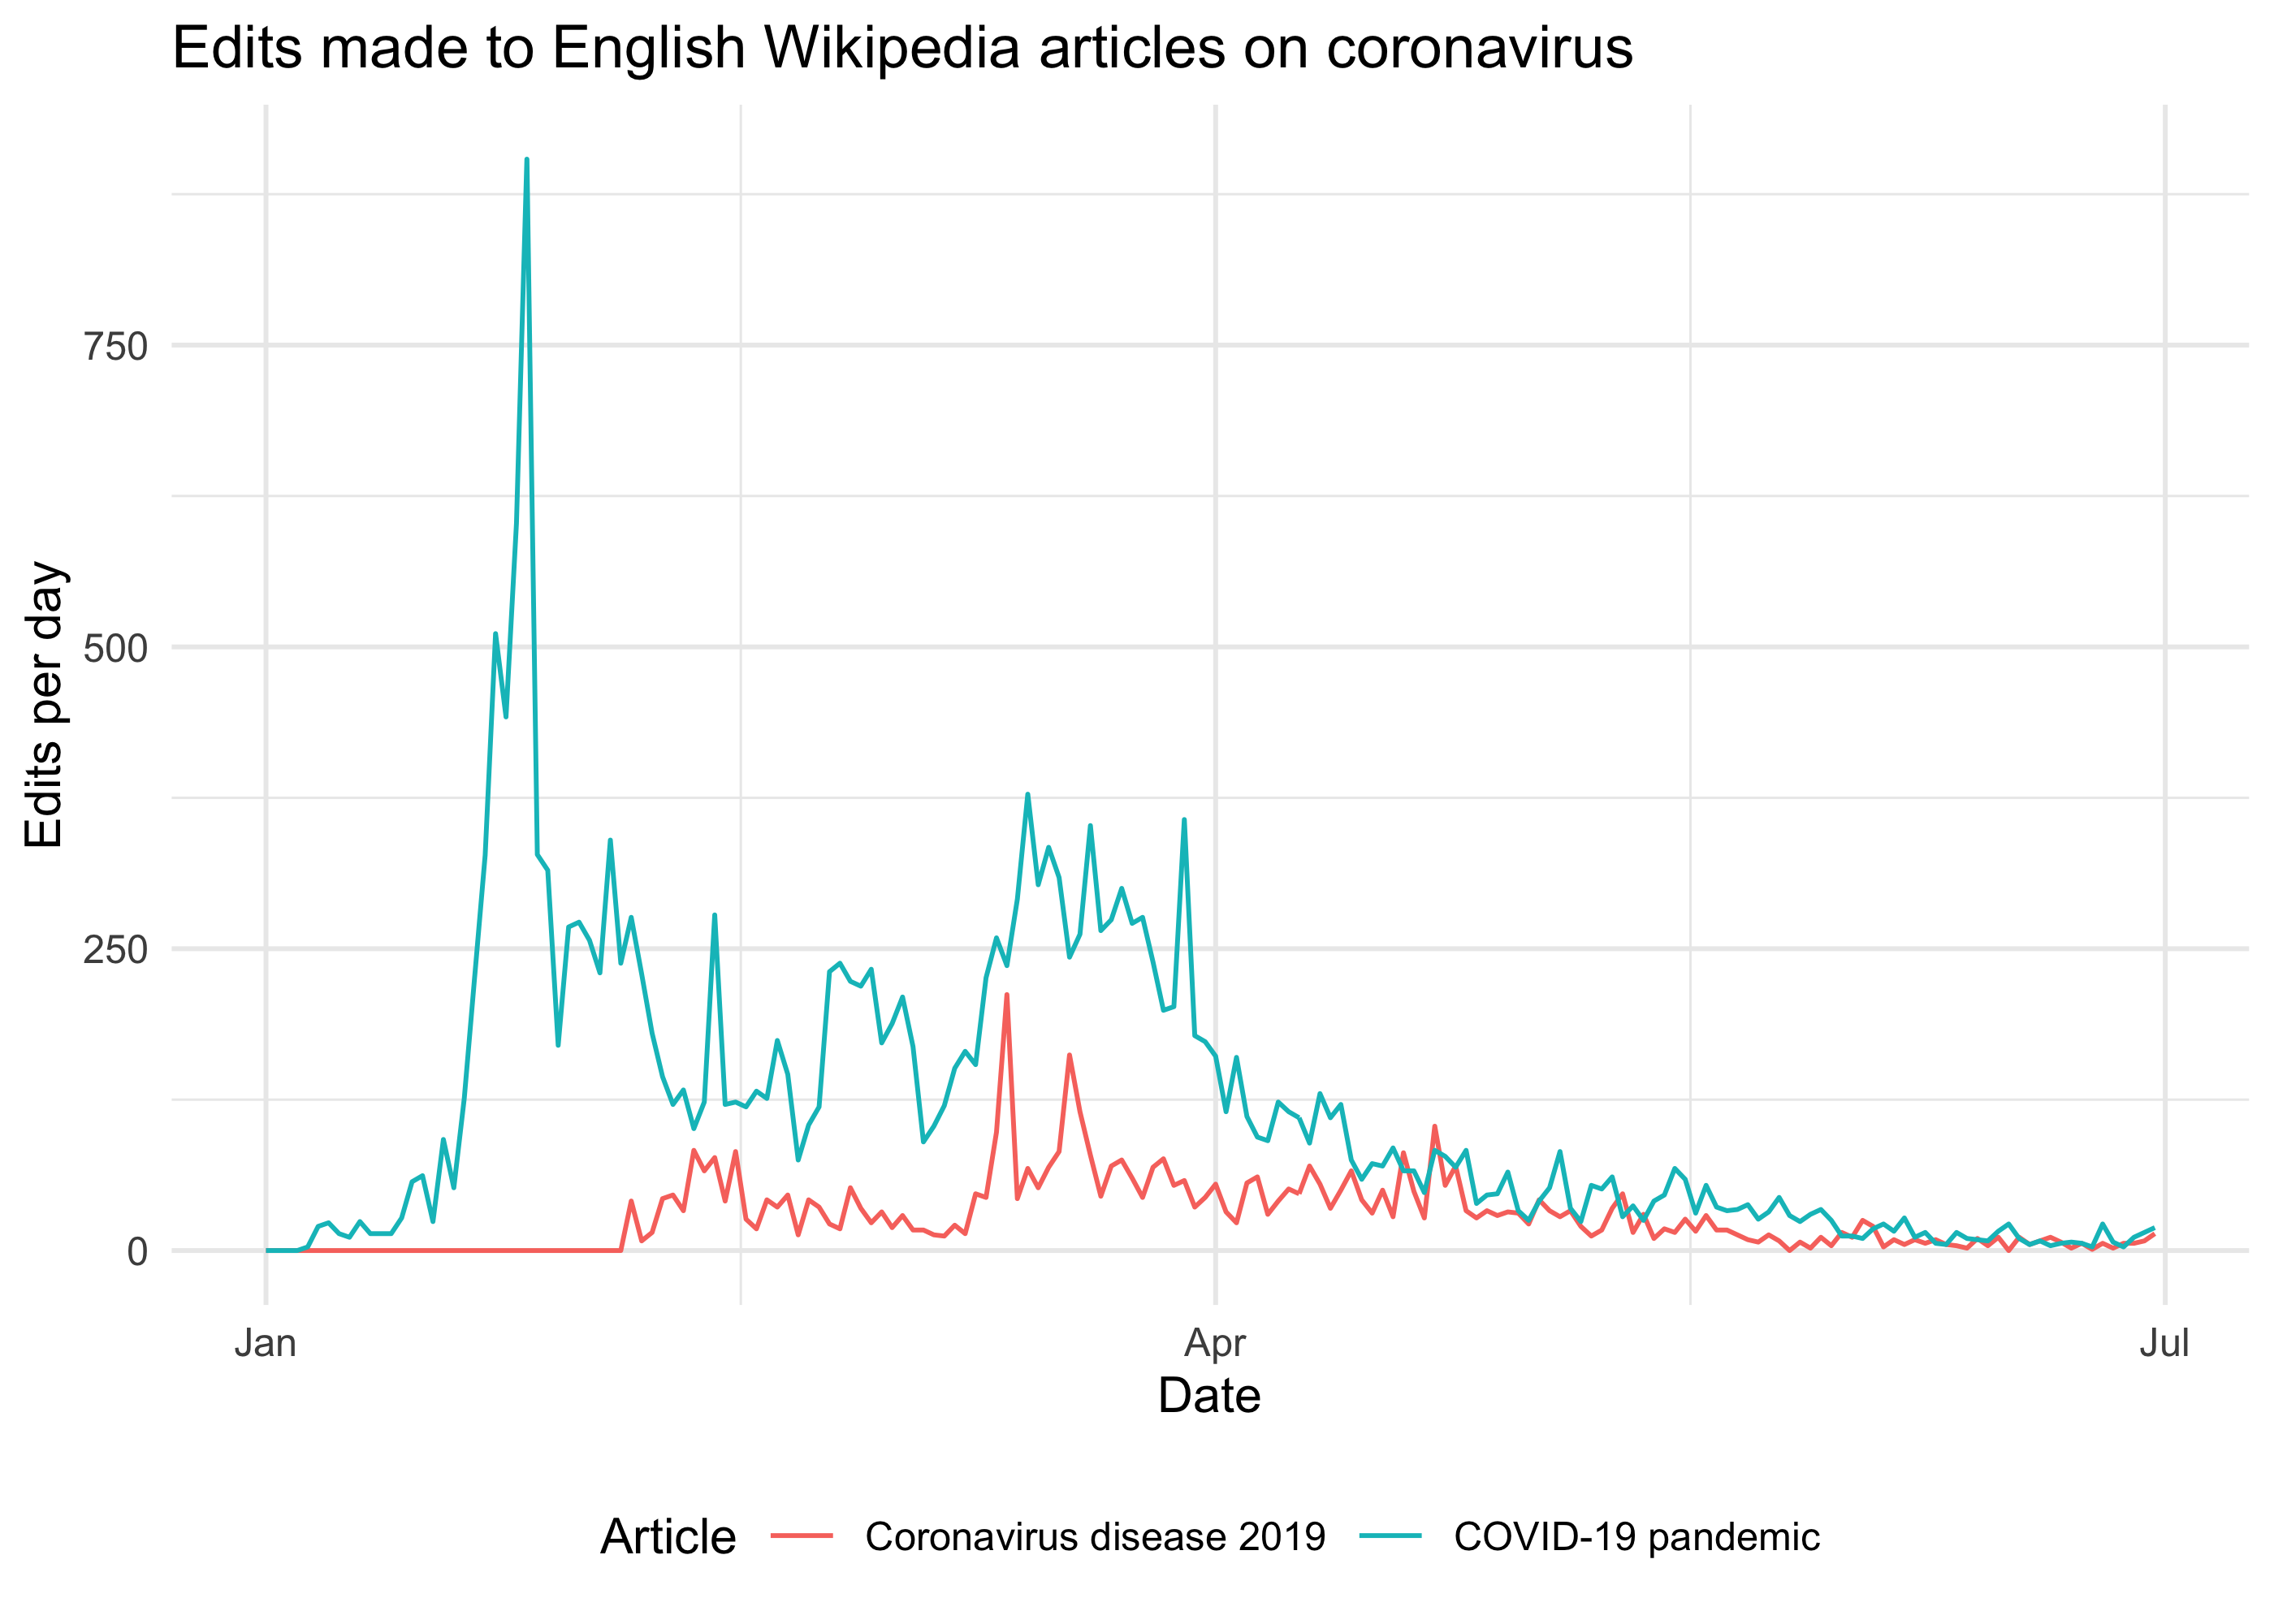 Edits made to English Wikipedia articles on coronavirus
Edits per day
750
500
250
0
Jan Apr Jul
Date
Article Coronavirus disease 2019 COVID-19 pandemic